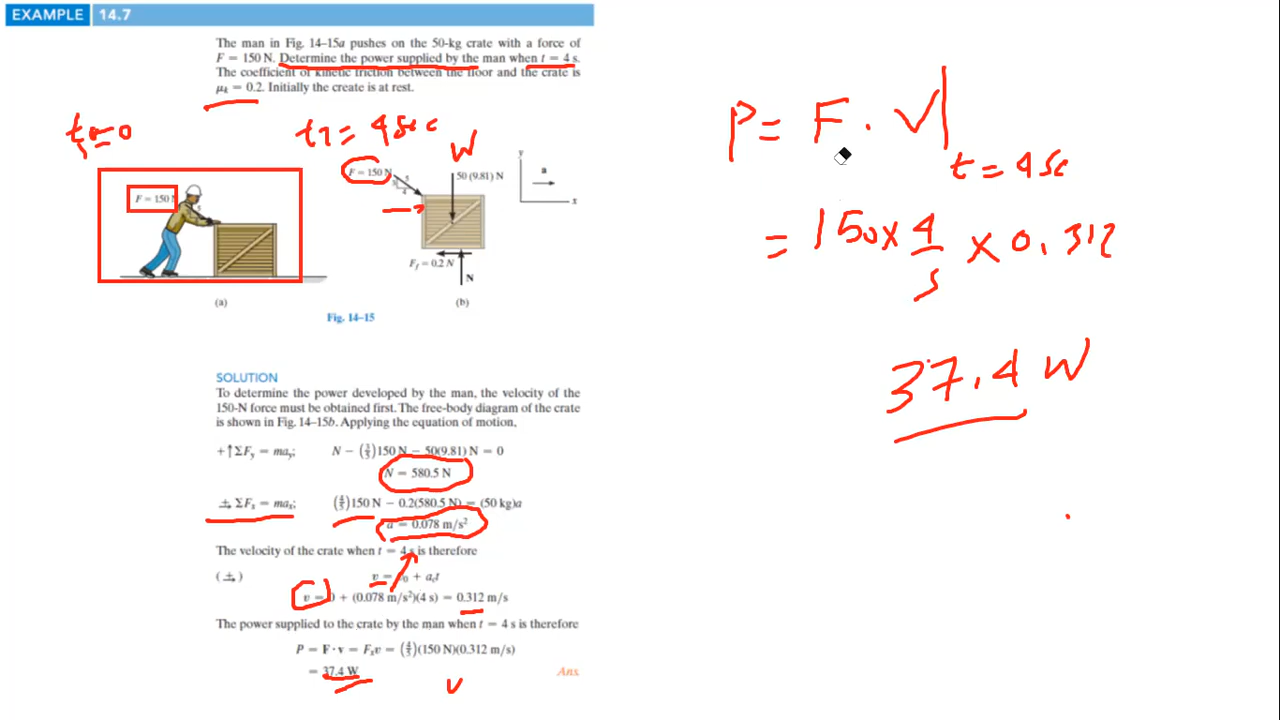 EXAMPLE 14.7
The man in Fig. 14–15a pushes on the 50-kg crate with a force of
F = 150 N. Determine the power supplied by the man when t = 4 s.
The coefficient of kinetic friction between the floor and the crate is
μk = 0.2. Initially the create is at rest.
t = 0
t1 = 4 sec
W
F = 150 N
F = 150 N
5
3
4
50 (9.81) N
y
a
x
Ff = 0.2 N
N
(a)
(b)
Fig. 14–15
SOLUTION
To determine the power developed by the man, the velocity of the
150-N force must be obtained first. The free-body diagram of the crate
is shown in Fig. 14–15b. Applying the equation of motion,
+↑ΣFy = may; N − (3/5)150 N − 50(9.81) N = 0
N = 580.5 N
→+ ΣFx = max; (4/5)150 N − 0.2(580.5 N) = (50 kg)a
a = 0.078 m/s²
The velocity of the crate when t = 4 s is therefore
(→+) v = v0 + act
v = 0 + (0.078 m/s²)(4 s) = 0.312 m/s
The power supplied to the crate by the man when t = 4 s is therefore
P = F · v = Fxv = (4/5)(150 N)(0.312 m/s)
= 37.4 W Ans.
v
P = F . V| t = 4 sec
= 150 × 4/5 × 0.312
37.4 W